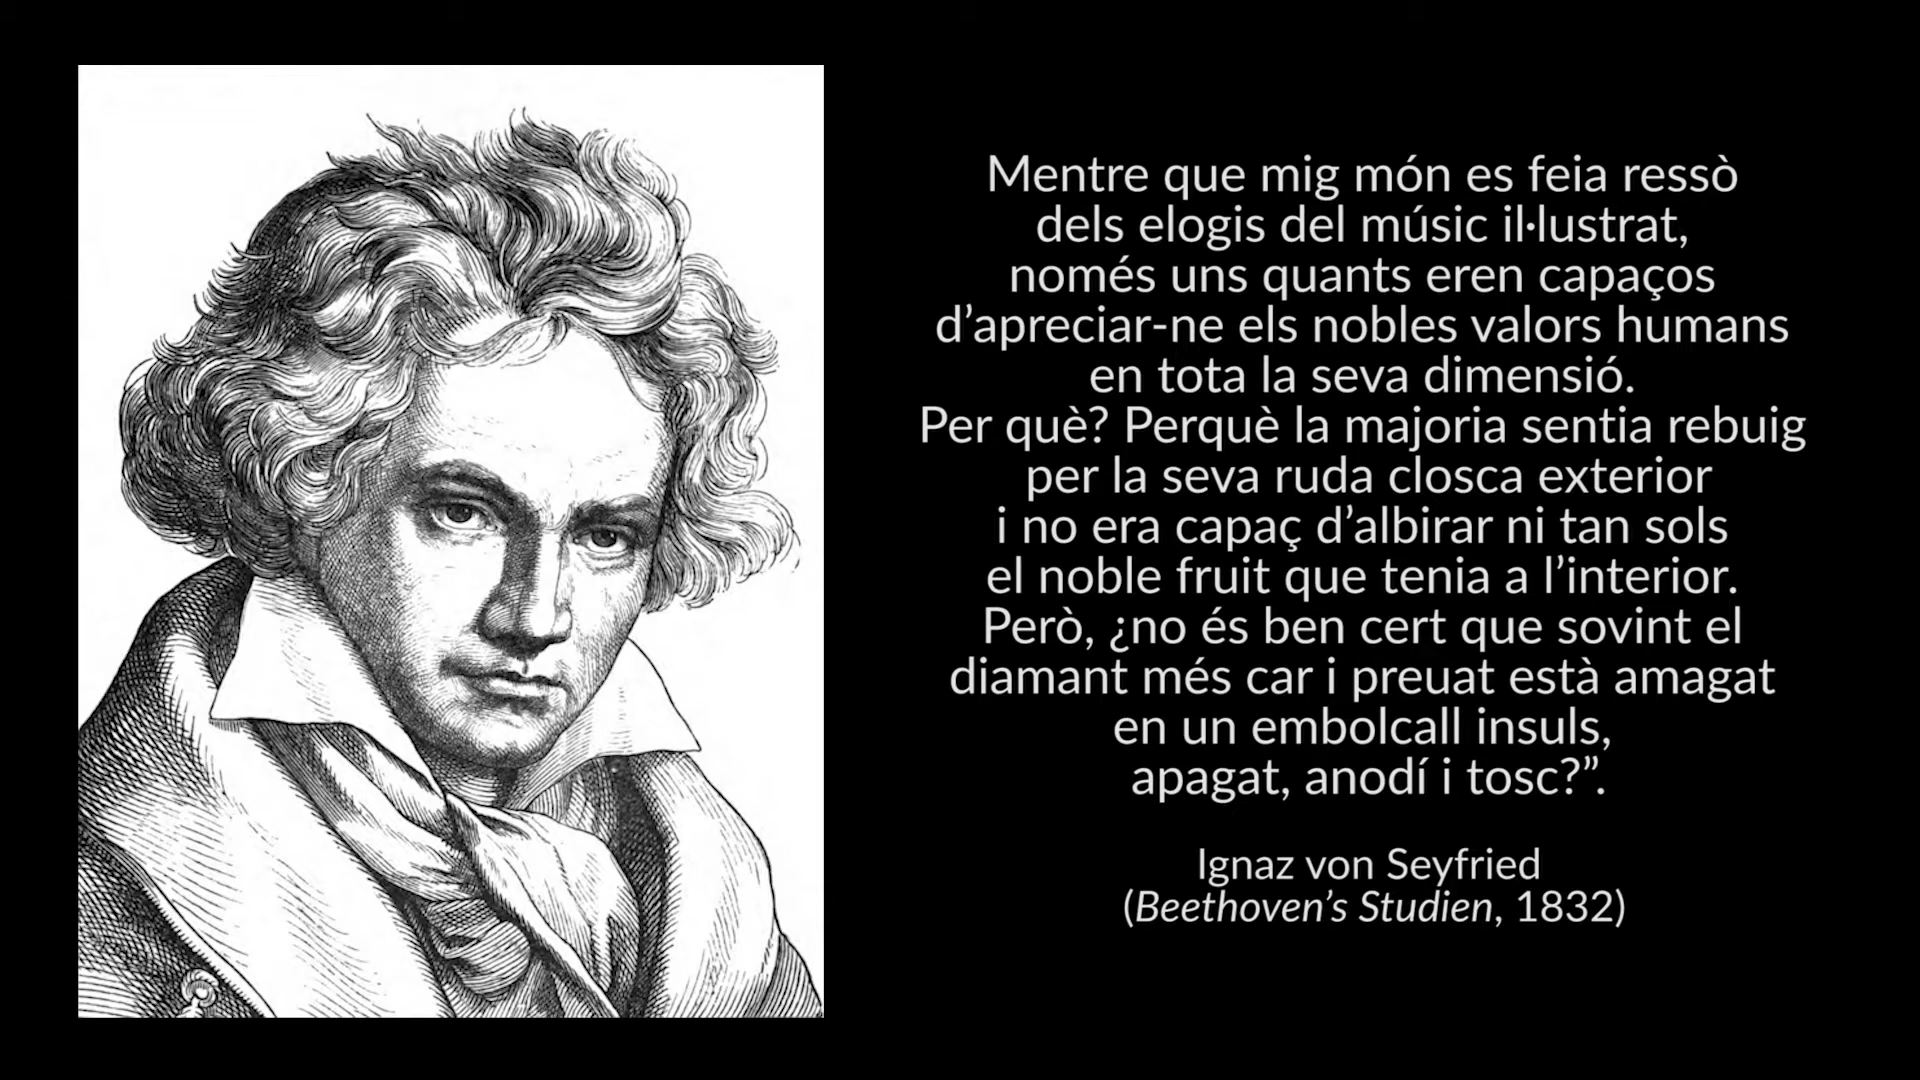 Mentre que mig món es feia ressò
dels elogis del músic il·lustrat,
només uns quants eren capaços
d’apreciar-ne els nobles valors humans
en tota la seva dimensió.
Per què? Perquè la majoria sentia rebuig
per la seva ruda closca exterior
i no era capaç d’albirar ni tan sols
el noble fruit que tenia a l’interior.
Però, ¿no és ben cert que sovint el
diamant més car i preuat està amagat
en un embolcall insuls,
apagat, anodí i tosc?”.
Ignaz von Seyfried
(Beethoven’s Studien, 1832)